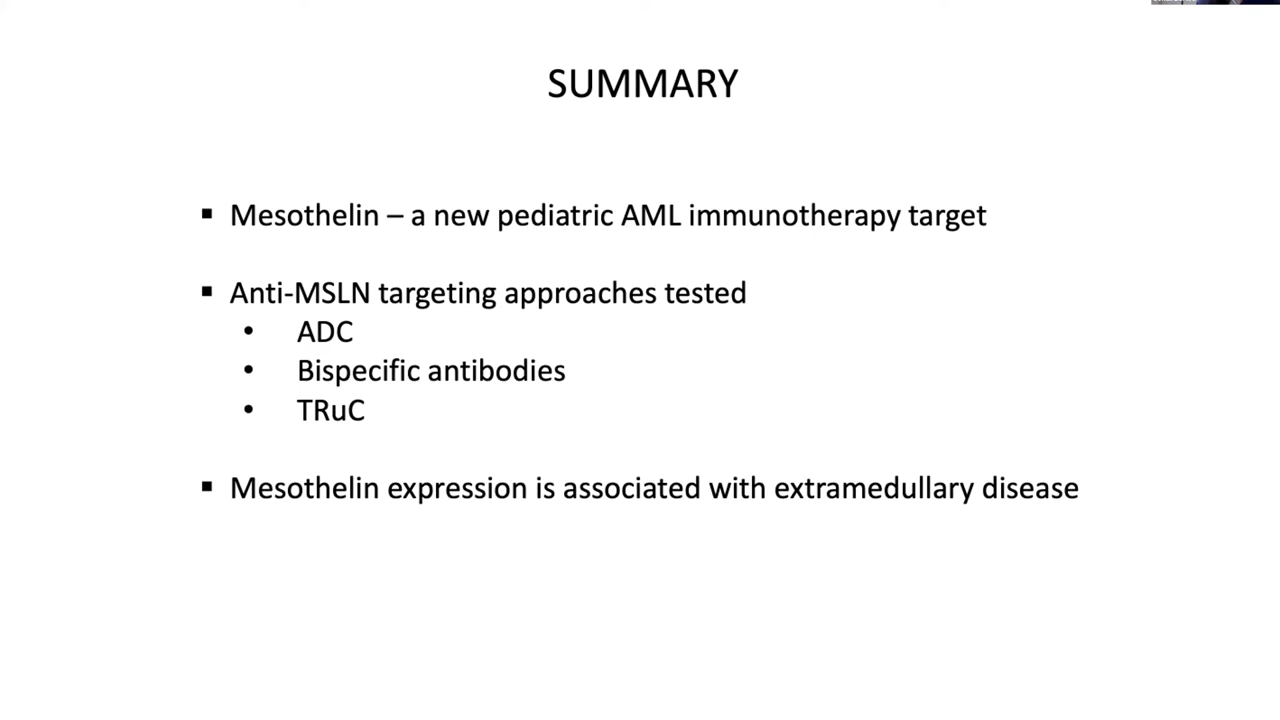 SUMMARY
▪ Mesothelin – a new pediatric AML immunotherapy target
▪ Anti-MSLN targeting approaches tested
• ADC
• Bispecific antibodies
• TRuC
▪ Mesothelin expression is associated with extramedullary disease